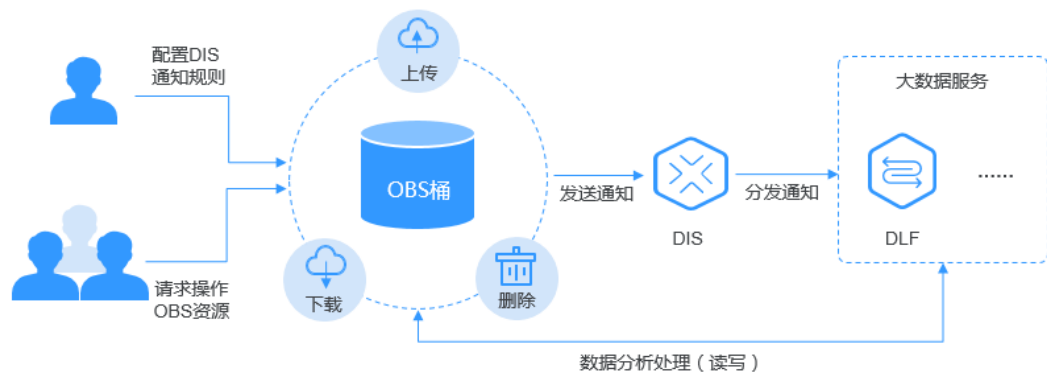 配置DIS
通知规则
上传
大数据服务
OBS桶
发送通知
分发通知
......
DIS
DLF
请求操作
OBS资源
下载
删除
数据分析处理（读写）